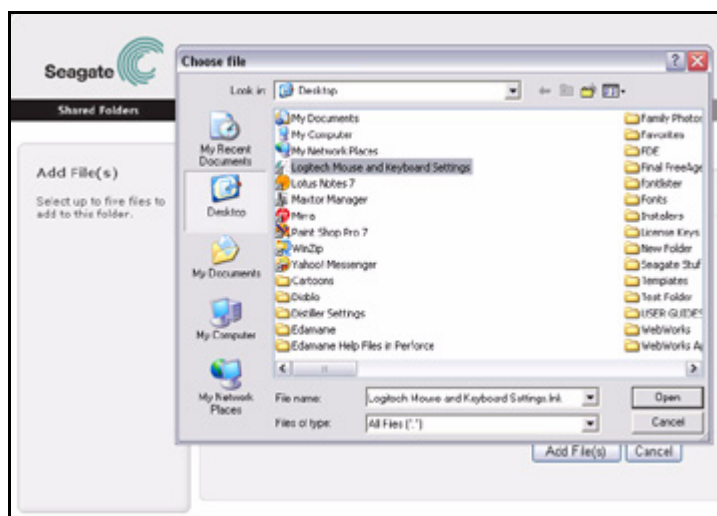 Seagate
Shared Folders
Add File(s)
Select up to five files to
add to this folder.
Choose file
Look in:
Desktop
My Recent
Documents
Desktop
My Documents
My Computer
My Network
Places
My Documents
My Computer
My Network Places
Logitech Mouse and Keyboard Settings
Lotus Notes 7
Maxtor Manager
Mirra
Paint Shop Pro 7
WinZip
Yahoo! Messenger
Cartoons
Diablo
Distiller Settings
Edamame
Edamame Help Files in Perforce
Family Photos
Favorites
FDE
Final FreeAge
fontlister
Fonts
Instalers
License Keys
New Folder
Seagate Stuf
Templates
Test Folder
USER GUIDES
WebWorks
WebWorks Ap
File name:
Logitech Mouse and Keyboard Settings.lnk
Open
Files of type:
All Files (*.*)
Cancel
Add File(s)
Cancel